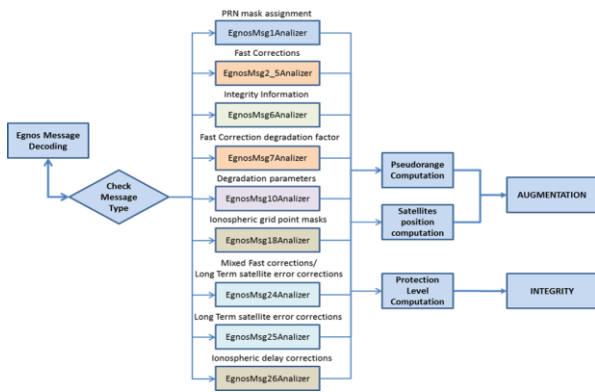 PRN mask assignment
EgnosMsg1Analizer
Fast Corrections
EgnosMsg2_5Analizer
Integrity Information
EgnosMsg6Analizer
Fast Correction degradation factor
EgnosMsg7Analizer
Degradation parameters
EgnosMsg10Analizer
Ionospheric grid point masks
EgnosMsg18Analizer
Mixed Fast corrections/
Long Term satellite error corrections
EgnosMsg24Analizer
Long Term satellite error corrections
EgnosMsg25Analizer
Ionospheric delay corrections
EgnosMsg26Analizer
Egnos Message
Decoding
Check
Message
Type
Pseudorange
Computation
Satellites
position
computation
Protection
Level
Computation
AUGMENTATION
INTEGRITY